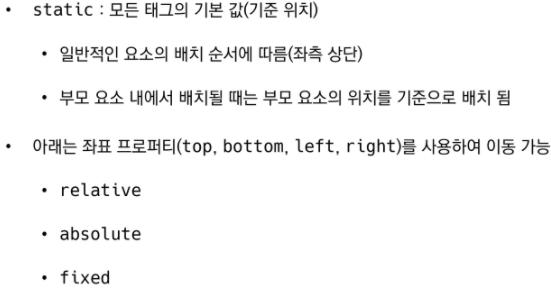 • static : 모든 태그의 기본 값(기준 위치)
• 일반적인 요소의 배치 순서에 따름(좌측 상단)
• 부모 요소 내에서 배치될 때는 부모 요소의 위치를 기준으로 배치 됨
• 아래는 좌표 프로퍼티(top, bottom, left, right)를 사용하여 이동 가능
• relative
• absolute
• fixed